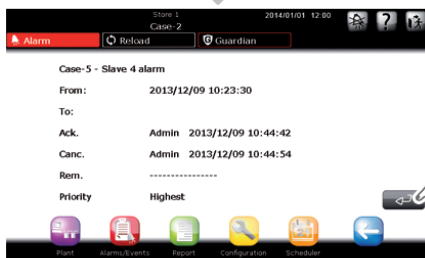 Store 1
2014/01/01 12:00
Case-2
Alarm
Reload
Guardian
?
Case-5 - Slave 4 alarm
From: 2013/12/09 10:23:30
To:
Ack. Admin 2013/12/09 10:44:42
Canc. Admin 2013/12/09 10:44:54
Rem. ----------------
Priority Highest
Plant Alarms/Events Report Configuration Scheduler